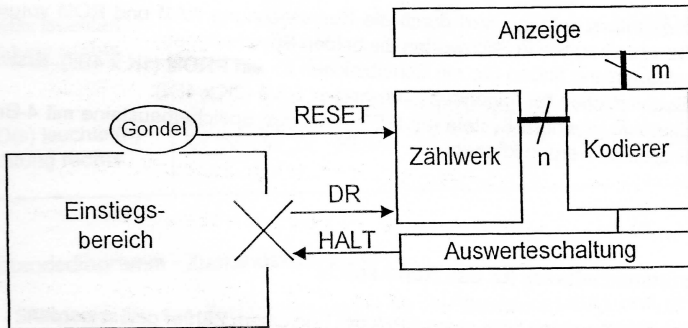 Anzeige
m
Gondel
RESET
Zählwerk
n
Kodierer
Einstiegs-
bereich
DR
HALT
Auswerteschaltung